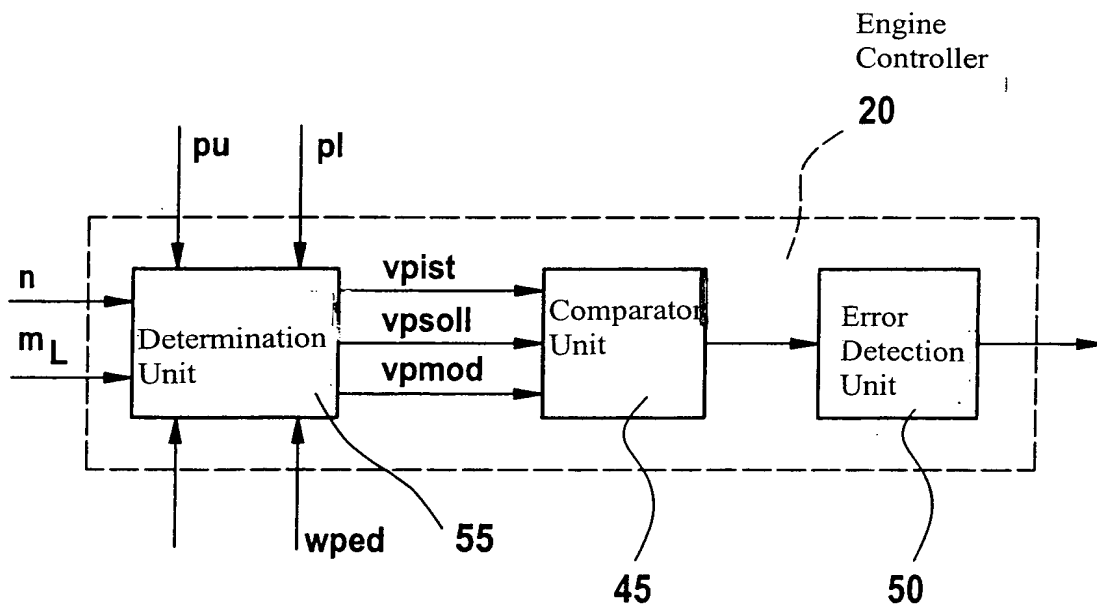 Engine
Controller
20
pu
pl
n
m L
Determination
Unit
vpist
vpsoll
vpmod
Comparator
Unit
Error
Detection
Unit
wped
55
45
50